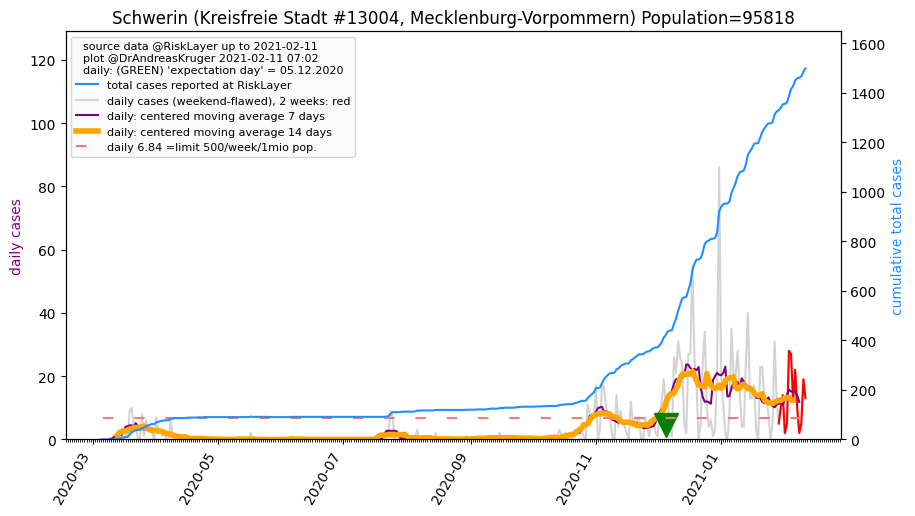 Schwerin (Kreisfreie Stadt #13004, Mecklenburg-Vorpommern) Population=95818
source data @RiskLayer up to 2021-02-11
plot @DrAndreasKruger 2021-02-11 07:02
daily: (GREEN) 'expectation day' = 05.12.2020
total cases reported at RiskLayer
daily cases (weekend-flawed), 2 weeks: red
daily: centered moving average 7 days
daily: centered moving average 14 days
daily 6.84 =limit 500/week/1mio pop.
daily cases
120
100
80
60
40
20
0
1600
1400
1200
1000
800
600
400
200
0
cumulative total cases
2020-03
2020-05
2020-07
2020-09
2020-11
2021-01